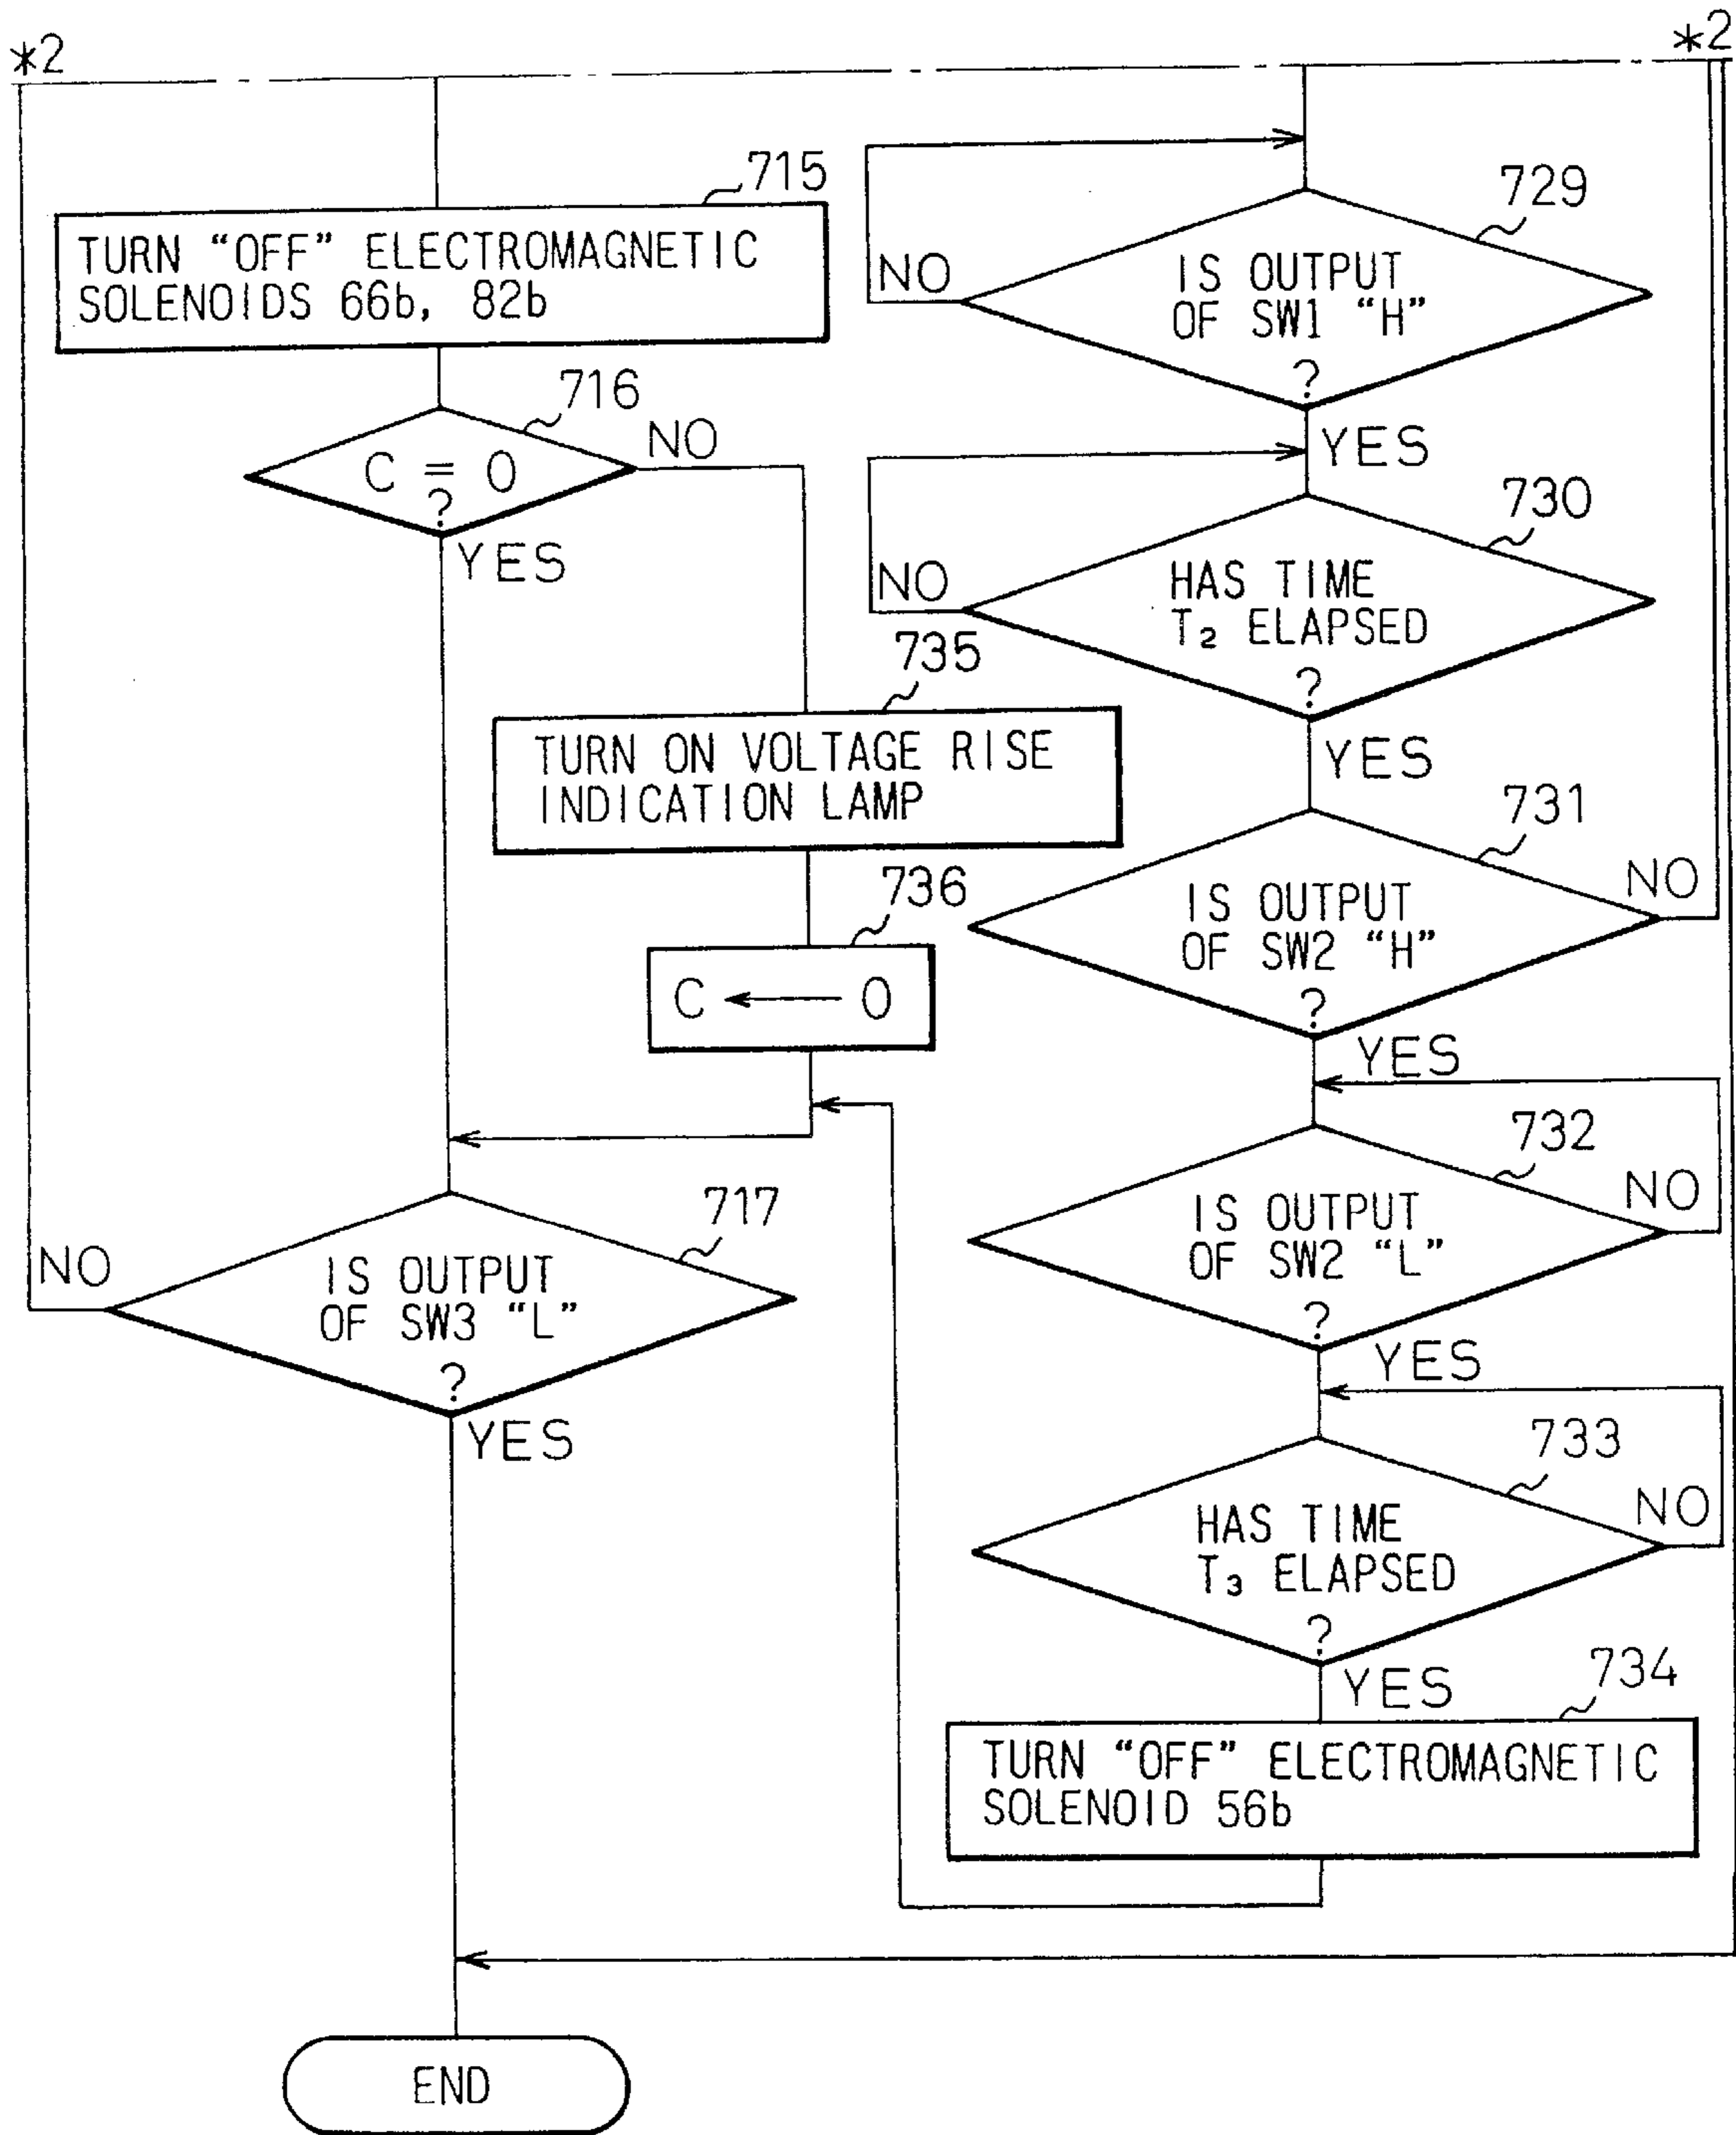 *2
*2
715
TURN “OFF” ELECTROMAGNETIC
SOLENOIDS 66b, 82b
716
C = 0
?
NO
YES
735
TURN ON VOLTAGE RISE
INDICATION LAMP
736
C ← 0
717
IS OUTPUT
OF SW3 “L”
?
NO
YES
729
IS OUTPUT
OF SW1 “H”
?
NO
YES
730
HAS TIME
T₂ ELAPSED
?
NO
YES
731
IS OUTPUT
OF SW2 “H”
?
NO
YES
732
IS OUTPUT
OF SW2 “L”
?
NO
YES
733
HAS TIME
T₃ ELAPSED
?
NO
YES
734
TURN “OFF” ELECTROMAGNETIC
SOLENOID 56b
END